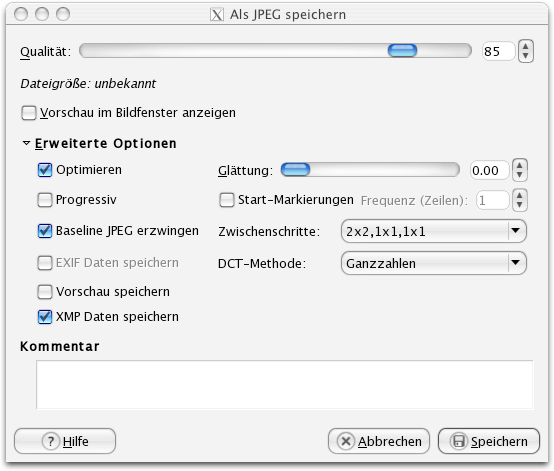 Als JPEG speichern
Qualität: 85
Dateigröße: unbekannt
Vorschau im Bildfenster anzeigen
Erweiterte Optionen
Optimieren Glättung: 0.00
Progressiv Start-Markierungen Frequenz (Zeilen): 1
Baseline JPEG erzwingen Zwischenschritte: 2x2,1x1,1x1
EXIF Daten speichern DCT-Methode: Ganzzahlen
Vorschau speichern
XMP Daten speichern
Kommentar
Hilfe Abbrechen Speichern